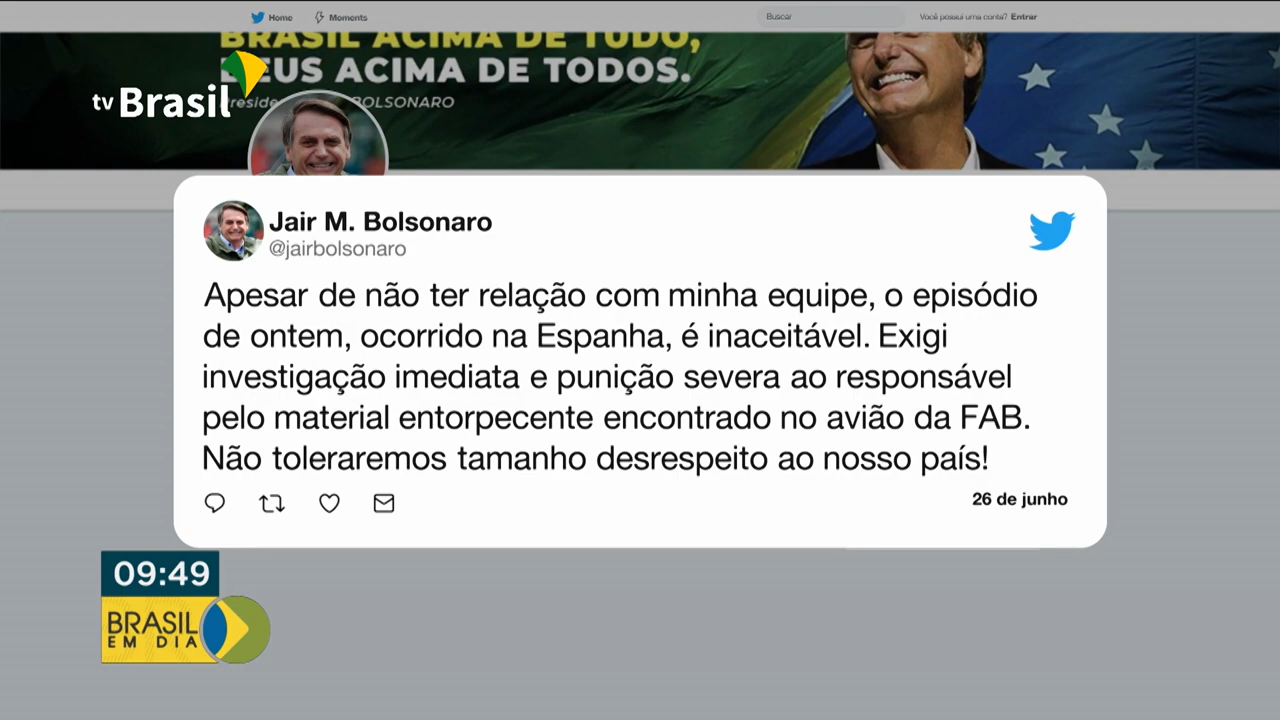 Home
Moments
Buscar
Você possui uma conta? Entrar
BRASIL ACIMA DE TUDO,
DEUS ACIMA DE TODOS.
BOLSONARO
tv Brasil
Jair M. Bolsonaro
@jairbolsonaro
Apesar de não ter relação com minha equipe, o episódio
de ontem, ocorrido na Espanha, é inaceitável. Exigi
investigação imediata e punição severa ao responsável
pelo material entorpecente encontrado no avião da FAB.
Não toleraremos tamanho desrespeito ao nosso país!
26 de junho
09:49
BRASIL
EM DIA